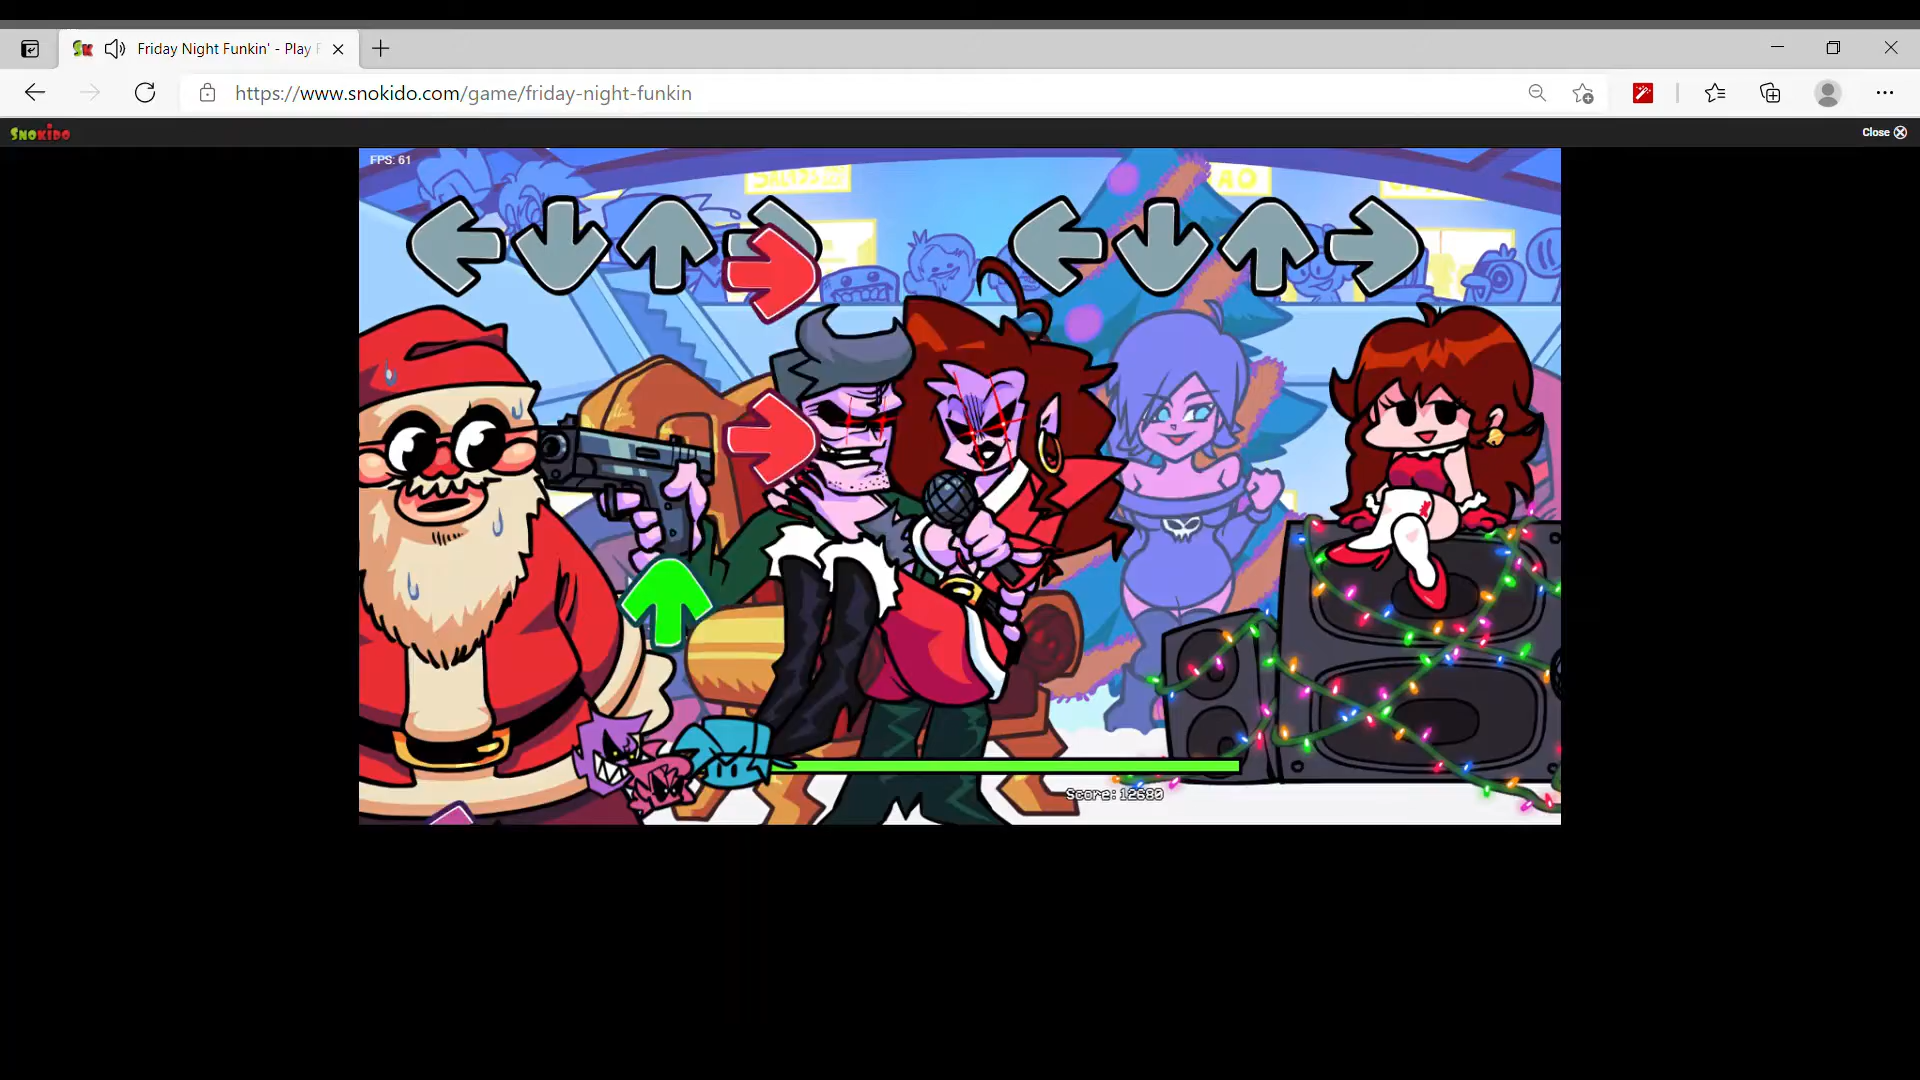 Friday Night Funkin' - Play F
https://www.snokido.com/game/friday-night-funkin
SNOKIDO
Close
FPS: 61
Score:12680